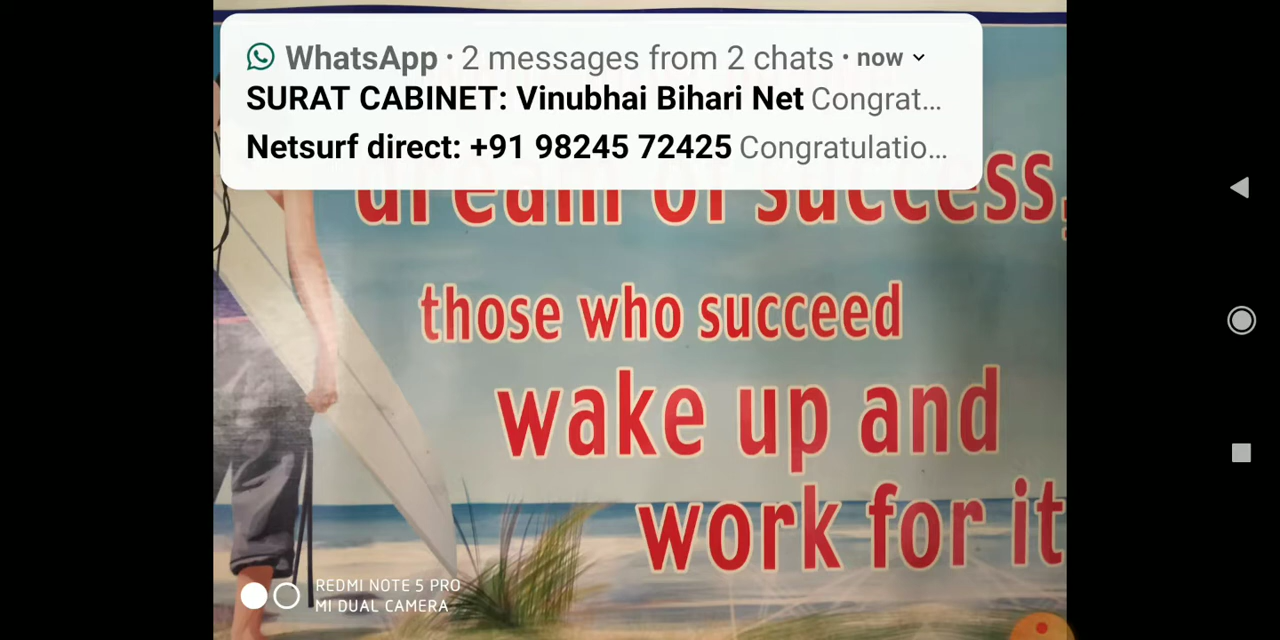 WhatsApp · 2 messages from 2 chats · now
SURAT CABINET: Vinubhai Bihari Net Congrat...
Netsurf direct: +91 98245 72425 Congratulatio...
dream of success,
those who succeed
wake up and
work for it
REDMI NOTE 5 PRO
MI DUAL CAMERA